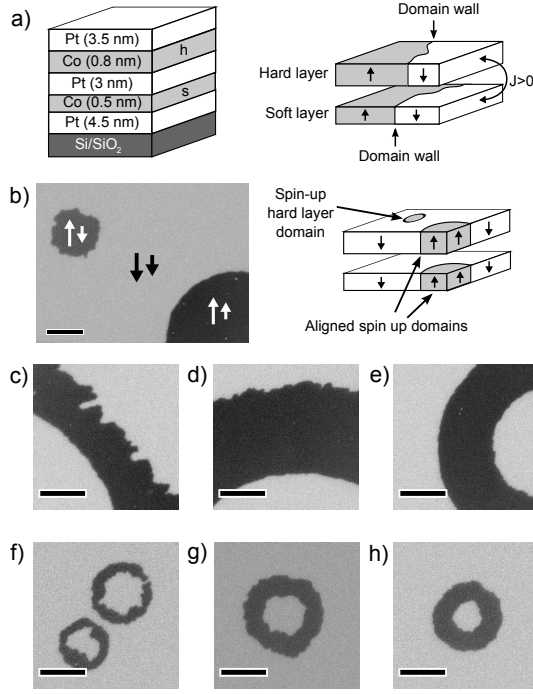 a)
Pt (3.5 nm)
Co (0.8 nm)
h
Pt (3 nm)
Co (0.5 nm)
s
Pt (4.5 nm)
Si/SiO2
Domain wall
Hard layer
J>0
Soft layer
Domain wall
b)
Spin-up
hard layer
domain
Aligned spin up domains
c)
d)
e)
f)
g)
h)